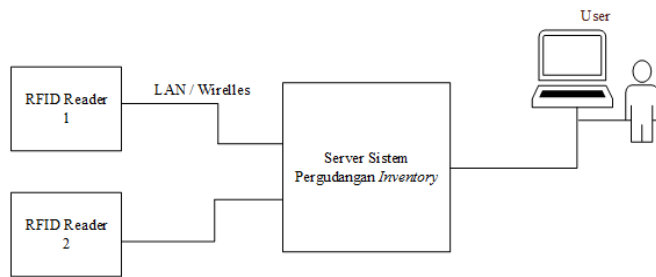 User
RFID Reader
1
LAN / Wirelles
Server Sistem
Pergudangan Inventory
RFID Reader
2